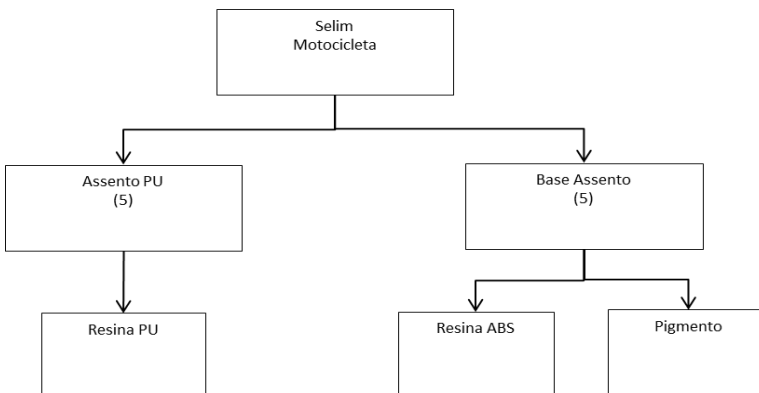 Selim
Motocicleta
Assento PU
(5)
Base Assento
(5)
Resina PU
Resina ABS
Pigmento